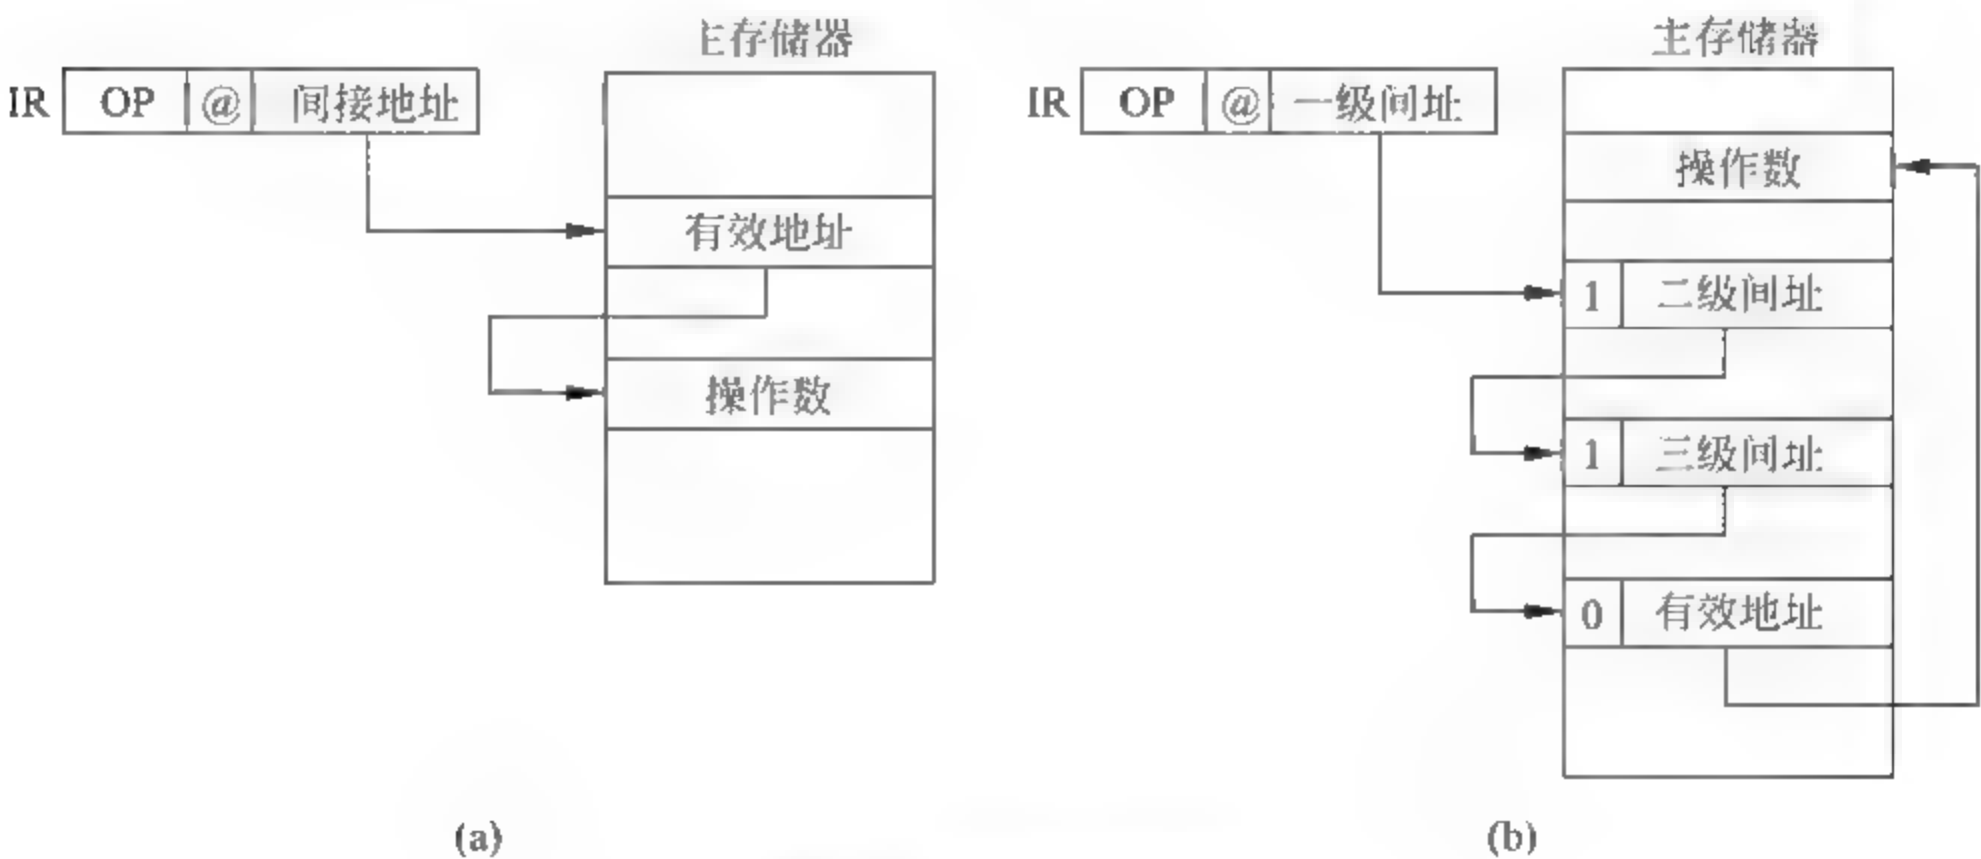 主存储器
IR OP @ 间接地址
有效地址
操作数
(a)
主存储器
IR OP @ 一级间址
操作数
1 二级间址
1 三级间址
0 有效地址
(b)